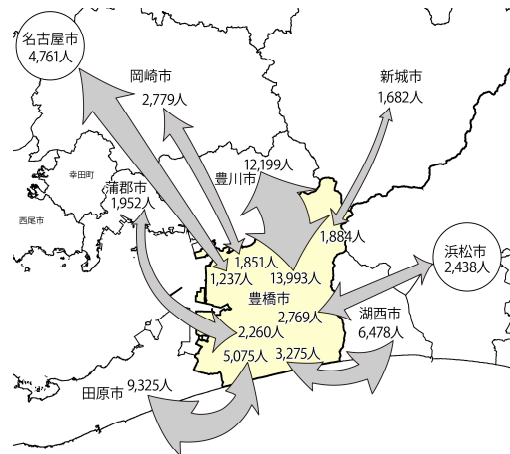 名古屋市
4,761人
岡崎市
2,779人
新城市
1,682人
12,199人
豊川市
幸田町
蒲郡市
1,952人
西尾市
1,884人
1,851人
1,237人
13,993人
豊橋市
浜松市
2,438人
2,769人
湖西市
6,478人
2,260人
5,075人
3,275人
田原市
9,325人